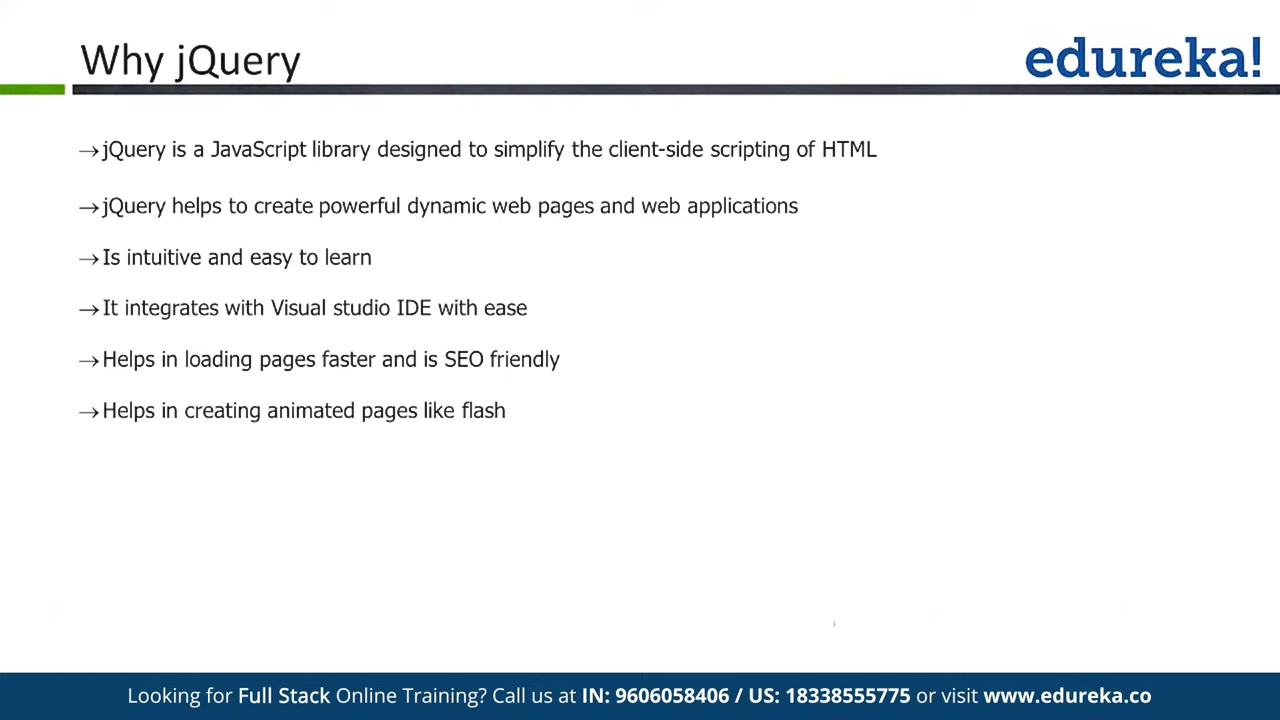 Why jQuery
edureka!
→jQuery is a JavaScript library designed to simplify the client-side scripting of HTML
→jQuery helps to create powerful dynamic web pages and web applications
→Is intuitive and easy to learn
→It integrates with Visual studio IDE with ease
→Helps in loading pages faster and is SEO friendly
→Helps in creating animated pages like flash
Looking for Full Stack Online Training? Call us at IN: 9606058406 / US: 18338555775 or visit www.edureka.co